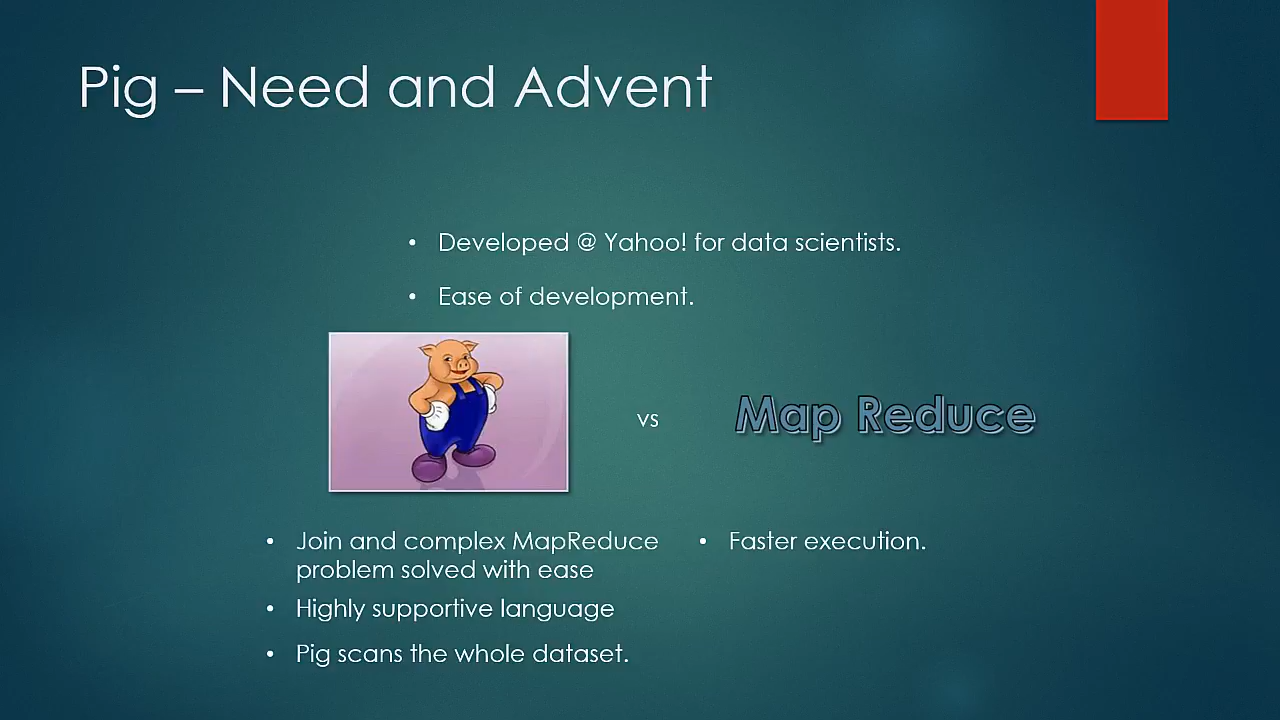 Pig – Need and Advent
• Developed @ Yahoo! for data scientists.
• Ease of development.
vs
Map Reduce
• Join and complex MapReduce
problem solved with ease
• Highly supportive language
• Pig scans the whole dataset.
• Faster execution.